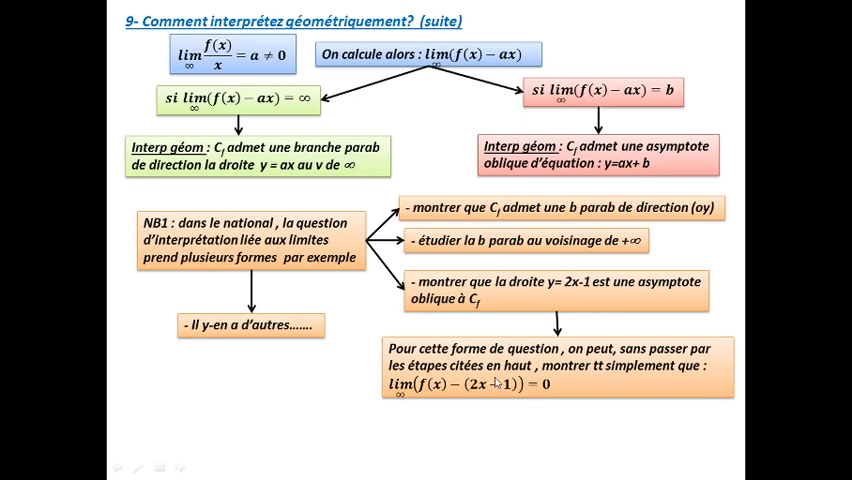 9- Comment interprétez géométriquement? (suite)
lim f(x)/x = a ≠ 0
∞
On calcule alors : lim(f(x) − ax)
∞
si lim(f(x) − ax) = ∞
∞
si lim(f(x) − ax) = b
∞
Interp géom : Cf admet une branche parab
de direction la droite y = ax au v de ∞
Interp géom : Cf admet une asymptote
oblique d'équation : y=ax+ b
NB1 : dans le national , la question
d'interprétation liée aux limites
prend plusieurs formes par exemple
- montrer que Cf admet une b parab de direction (oy)
- étudier la b parab au voisinage de +∞
- montrer que la droite y= 2x-1 est une asymptote
oblique à Cf
- Il y-en a d'autres…….
Pour cette forme de question , on peut, sans passer par
les étapes citées en haut , montrer tt simplement que :
lim(f(x) − (2x − 1)) = 0
∞